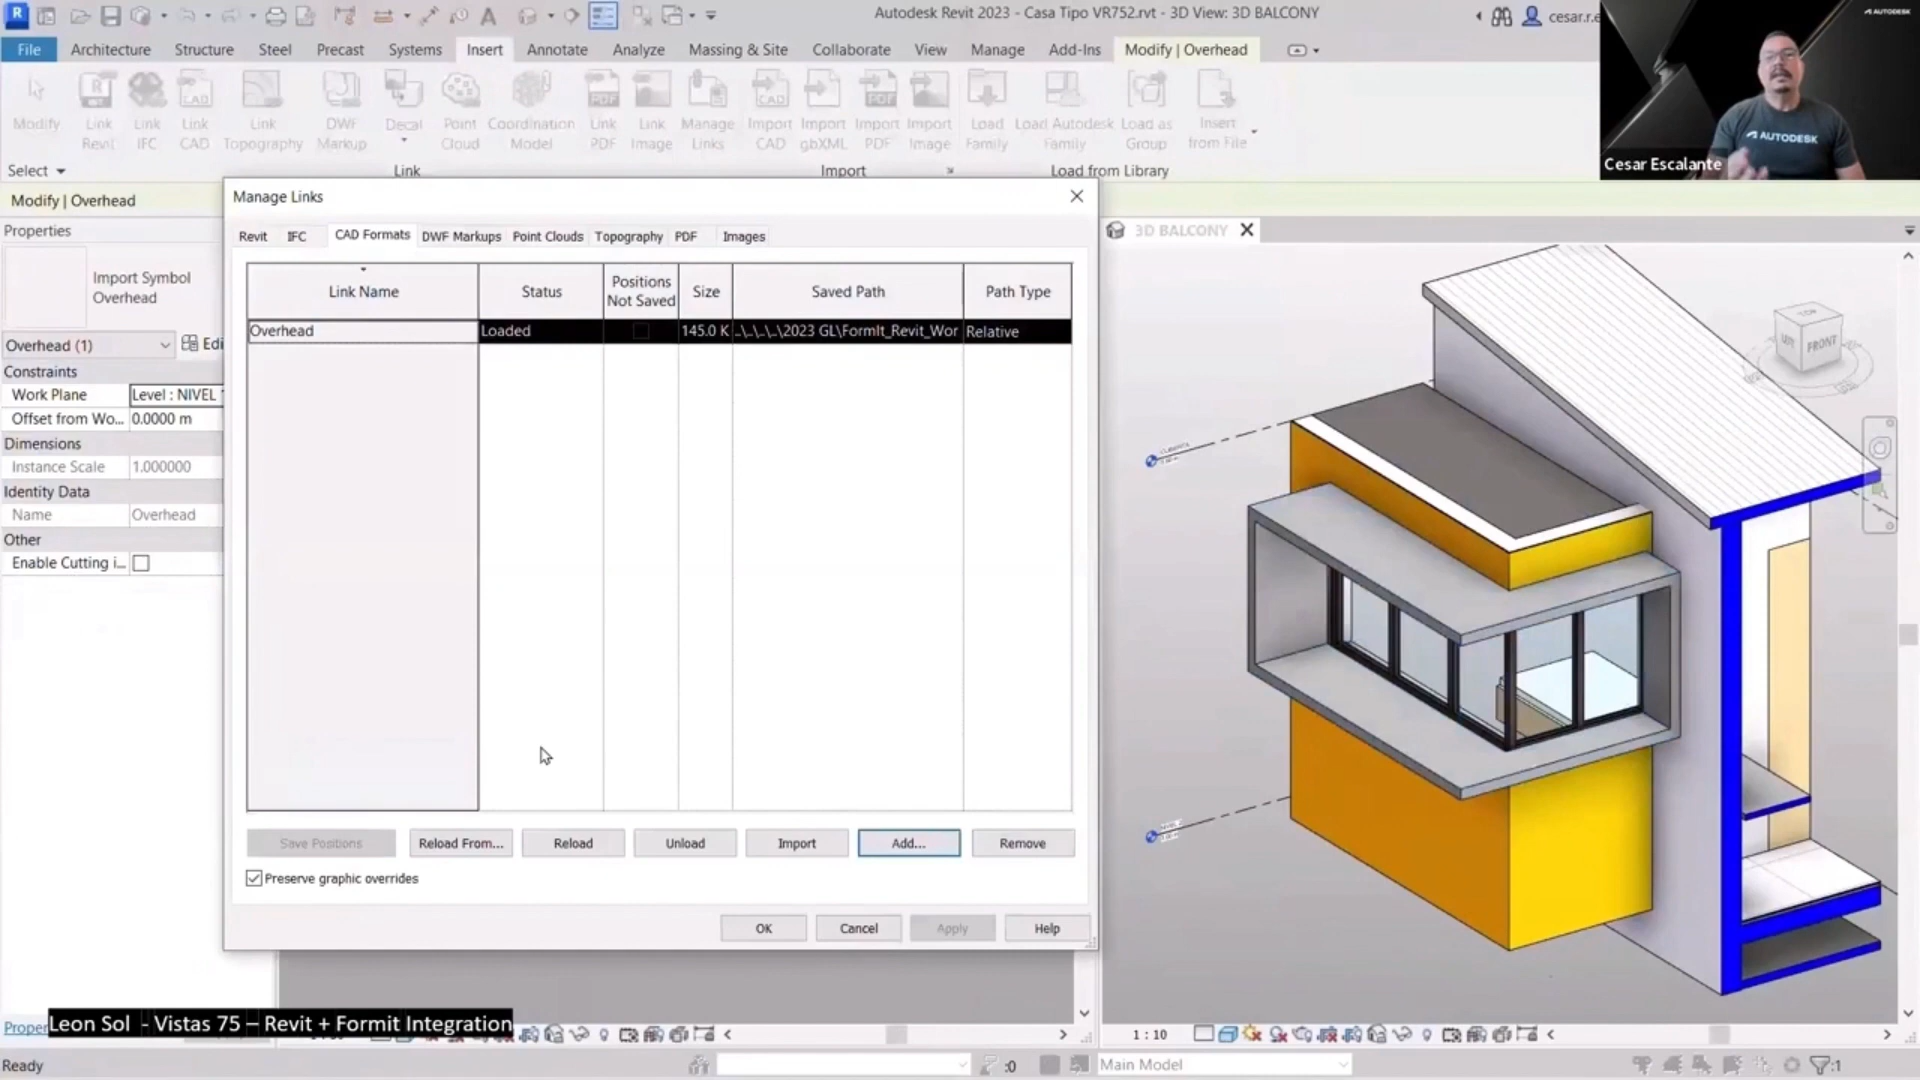 Autodesk Revit 2023 - Casa Tipo VR752.rvt - 3D View: 3D BALCONY
cesar.r.e
AUTODESK
File Architecture Structure Steel Precast Systems Insert Annotate Analyze Massing & Site Collaborate View Manage Add-Ins Modify | Overhead
Modify
Link Revit
Link IFC
Link CAD
Link Topography
DWF Markup
Decal
Point Cloud
Coordination Model
Link PDF
Link Image
Manage Links
Import CAD
Import gbXML
Import PDF
Import Image
Load Family
Load Autodesk Family
Load as Group
Insert from File
AUTODESK
Cesar Escalante
Select Link Import Load from Library
Modify | Overhead
Properties
Import Symbol
Overhead
Overhead (1) Edi
Constraints
Work Plane Level : NIVEL 1
Offset from Wo... 0.0000 m
Dimensions
Instance Scale 1.000000
Identity Data
Name Overhead
Other
Enable Cutting i...
Manage Links
Revit IFC CAD Formats DWF Markups Point Clouds Topography PDF Images
Link Name Status Positions Not Saved Size Saved Path Path Type
Overhead Loaded 145.0 K ..\..\..\..\2023 GL\FormIt_Revit_Wor Relative
Save Positions Reload From... Reload Unload Import Add... Remove
Preserve graphic overrides
OK Cancel Apply Help
3D BALCONY
TOP
FRONT
Proper
Leon Sol - Vistas 75 – Revit + Formit Integration
1 : 10
Ready
:0
Main Model
:1